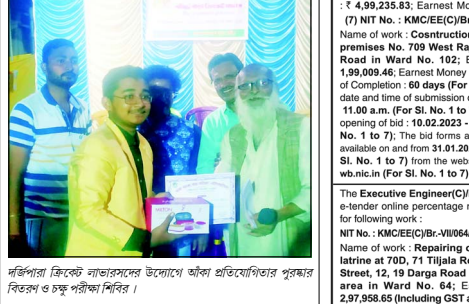 দর্জিপারা ক্রিকেট লাভারসদের উদ্যোগে আঁকা প্রতিযোগিতার পুরষ্কার
বিতরণ ও চক্ষু পরীক্ষা শিবির ।
: ₹ 4,99,235.83; Earnest Mo
(7) NIT No. : KMC/EE(C)/Br
Name of work : Cosntruction
premises No. 709 West Ra
Road in Ward No. 102; E
1,99,009.46; Earnest Money
of Completion : 60 days (For
date and time of submission
11.00 a.m. (For Sl. No. 1 to
opening of bid : 10.02.2023 -
No. 1 to 7); The bid forms a
available on and from 31.01.20
Sl. No. 1 to 7) from the web
wb.nic.in (For Sl. No. 1 to 7)
The Executive Engineer(C)/
e-tender online percentage r
for following work :
NIT No. : KMC/EE(C)/Br.-VII/064
Name of work : Repairing o
latrine at 70D, 71 Tiljala R
Street, 12, 19 Darga Road
area in Ward No. 64; E
2,97,958.65 (Including GST a